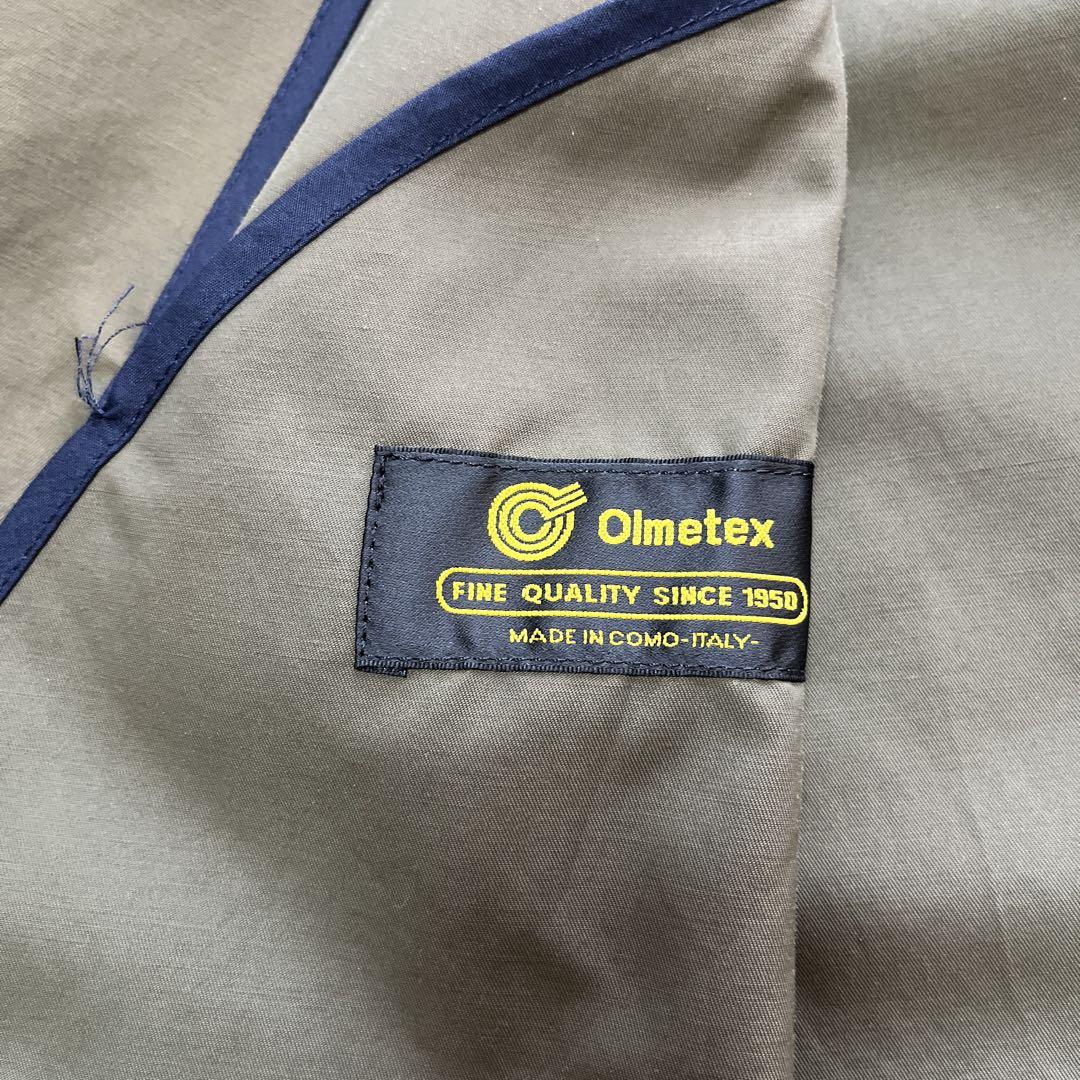 Olmetex
FINE QUALITY SINCE 1950
MADE IN COMO-ITALY-